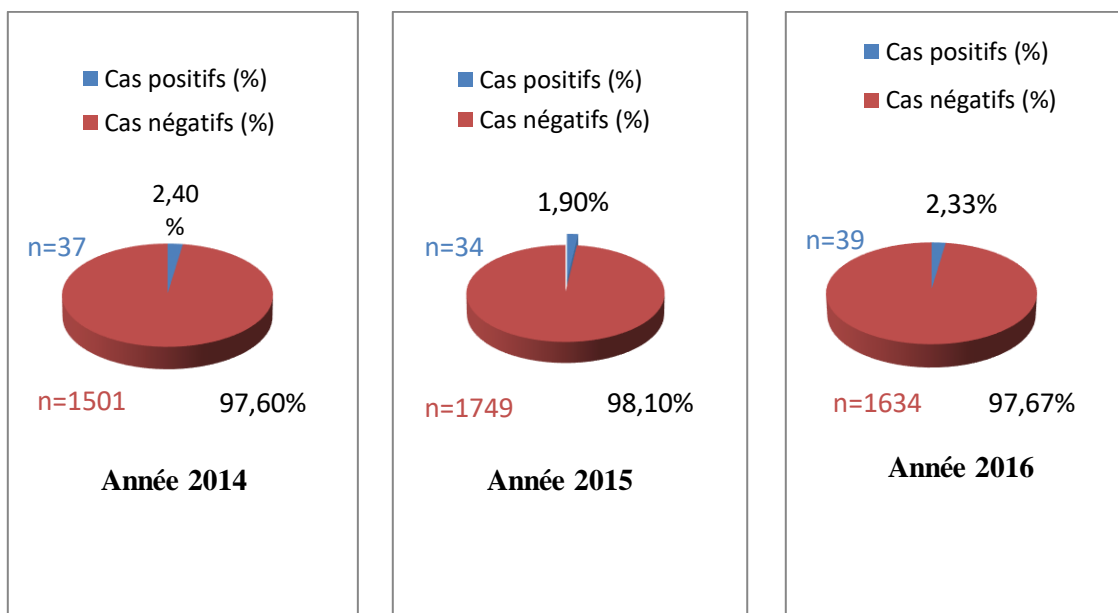 Cas positifs (%)
Cas négatifs (%)
2,40
%
n=37
n=1501
97,60%
Année 2014
Cas positifs (%)
Cas négatifs (%)
1,90%
n=34
n=1749
98,10%
Année 2015
Cas positifs (%)
Cas négatifs (%)
2,33%
n=39
n=1634
97,67%
Année 2016